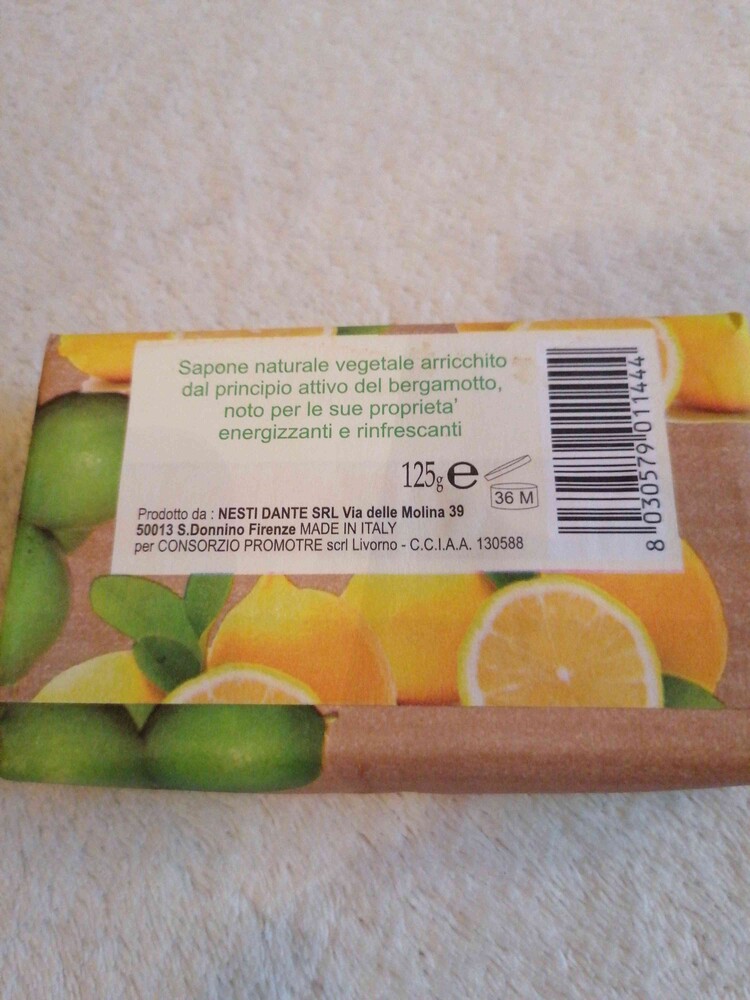 Sapone naturale vegetale arricchito
dal principio attivo del bergamotto,
noto per le sue proprieta'
energizzanti e rinfrescanti
125g e
36 M
Prodotto da : NESTI DANTE SRL Via delle Molina 39
50013 S.Donnino Firenze MADE IN ITALY
per CONSORZIO PROMOTRE scrl Livorno - C.C.I.A.A. 130588
8 030579 011444